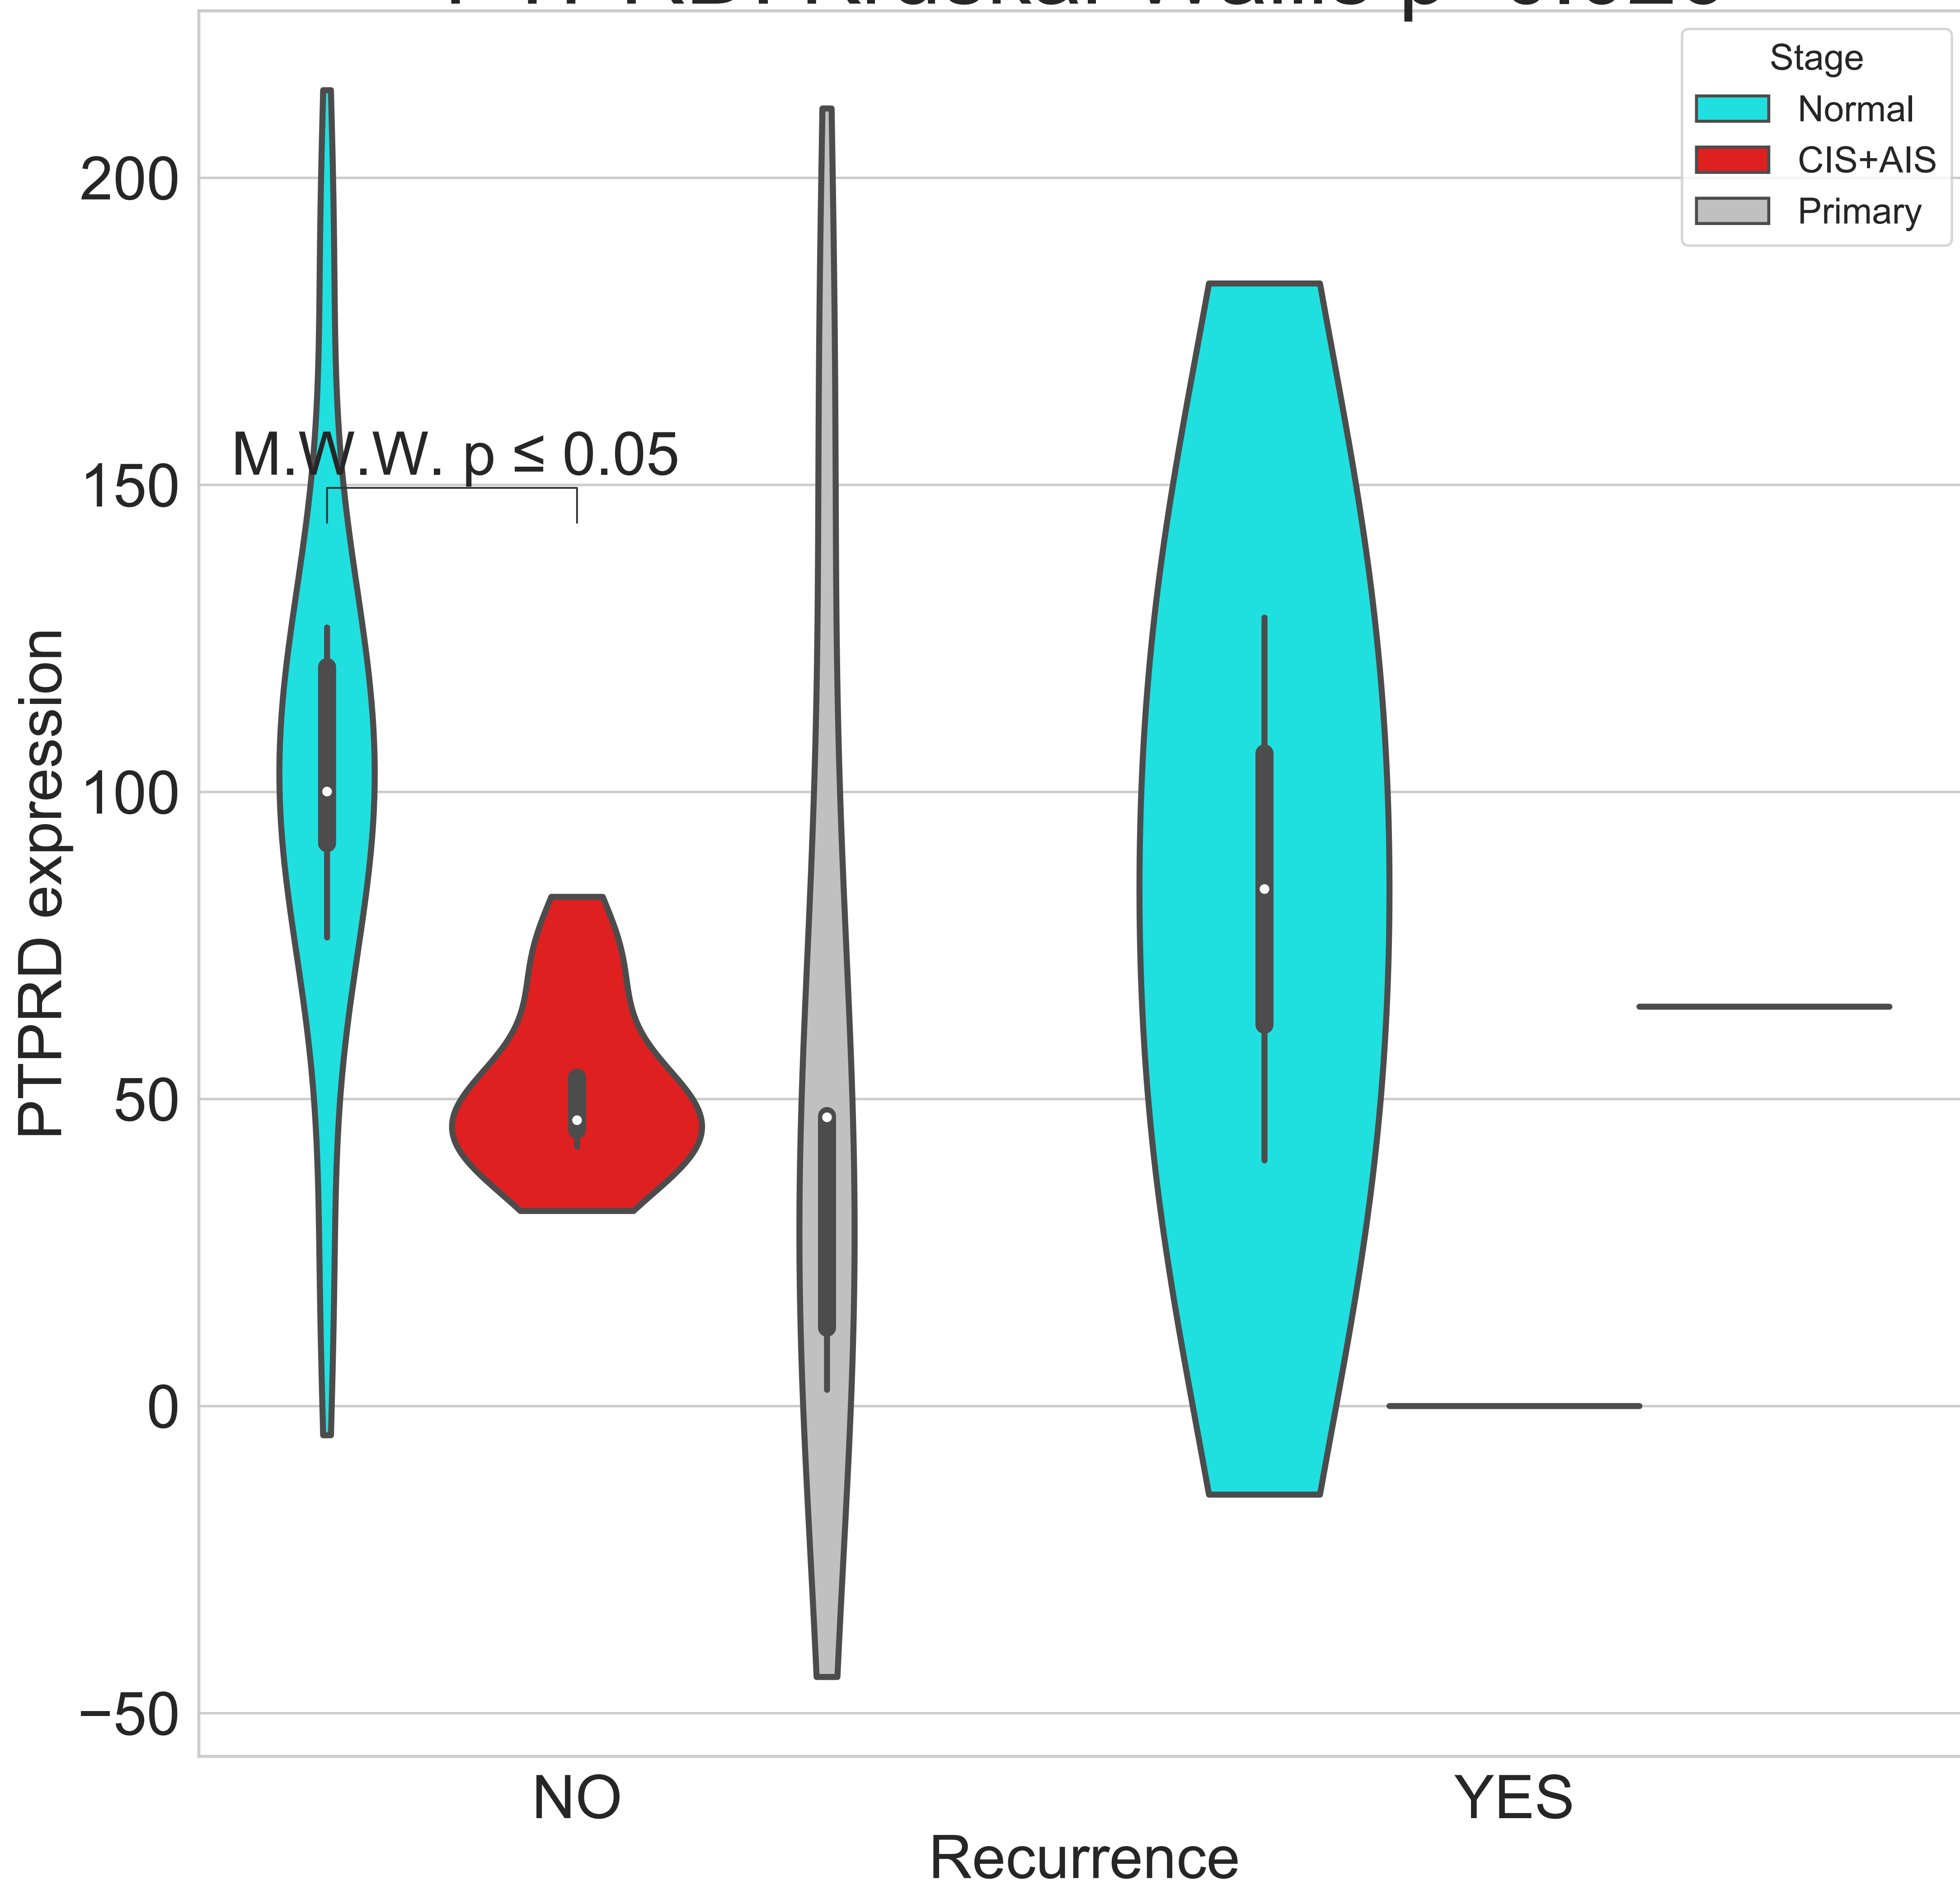 Stage
Normal
CIS+AIS
Primary
200
150
100
50
0
−50
M.W.W. p ≤ 0.05
PTPRD expression
NO
YES
Recurrence